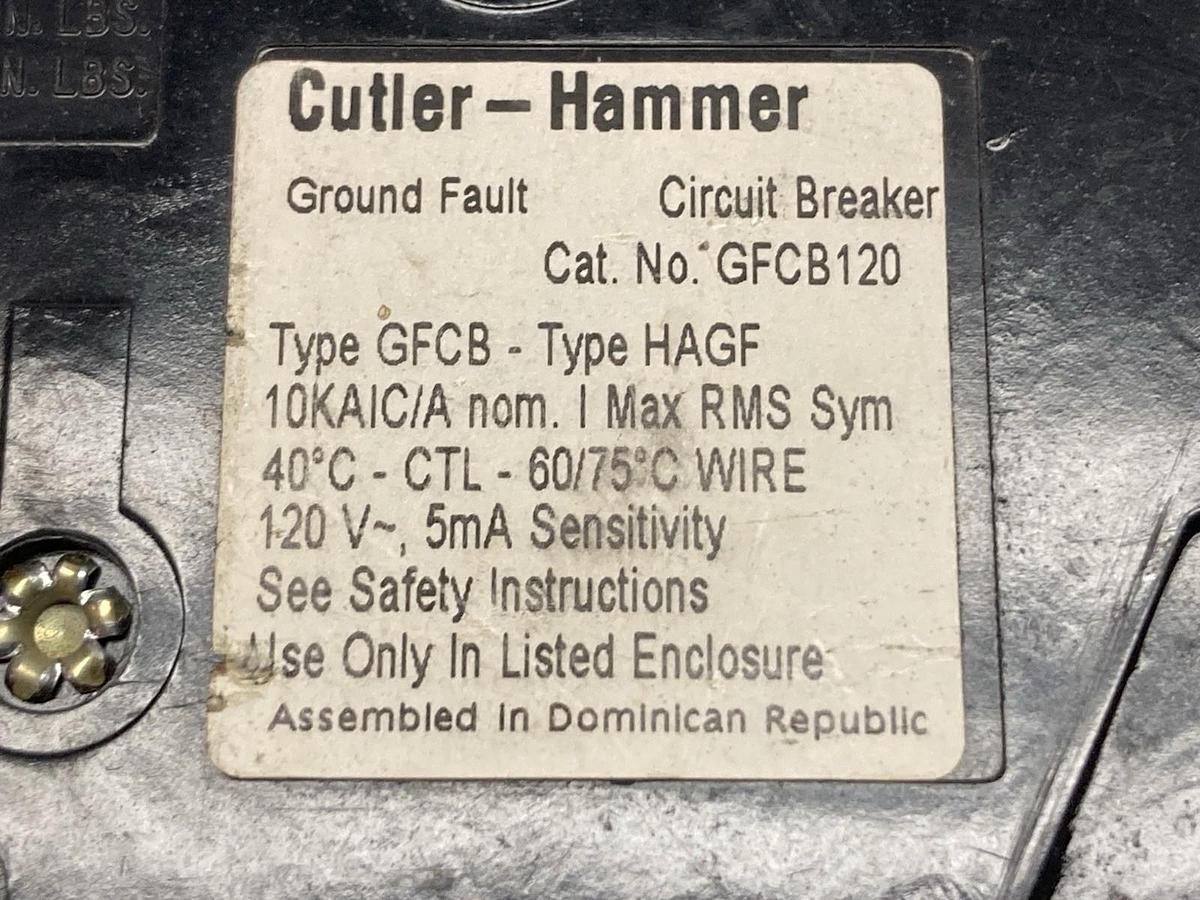 N. LBS.
N. LBS.
Cutler-Hammer
Ground Fault Circuit Breaker
Cat. No. GFCB120
Type GFCB - Type HAGF
10KAIC/A nom. I Max RMS Sym
40°C - CTL - 60/75°C WIRE
120 V~, 5mA Sensitivity
See Safety Instructions
Use Only In Listed Enclosure
Assembled in Dominican Republic